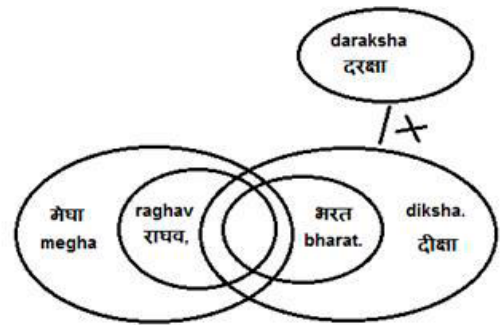 daraksha
दरक्षा
मेघा
megha
raghav
राघव,
भरत
bharat.
diksha.
दीक्षा